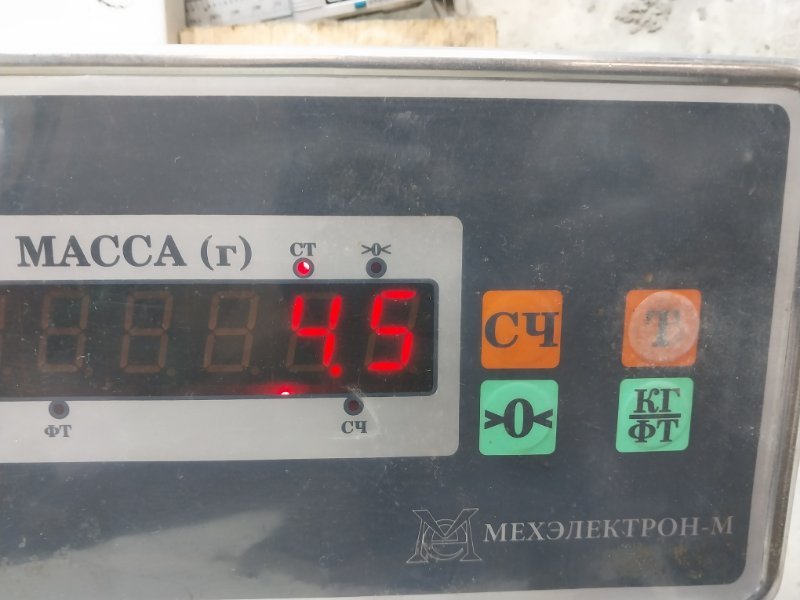 МАССА (г)
СТ >0<
4.5
ФТ СЧ
СЧ Т
>0< КГ
ФТ
МЕХЭЛЕКТРОН-М